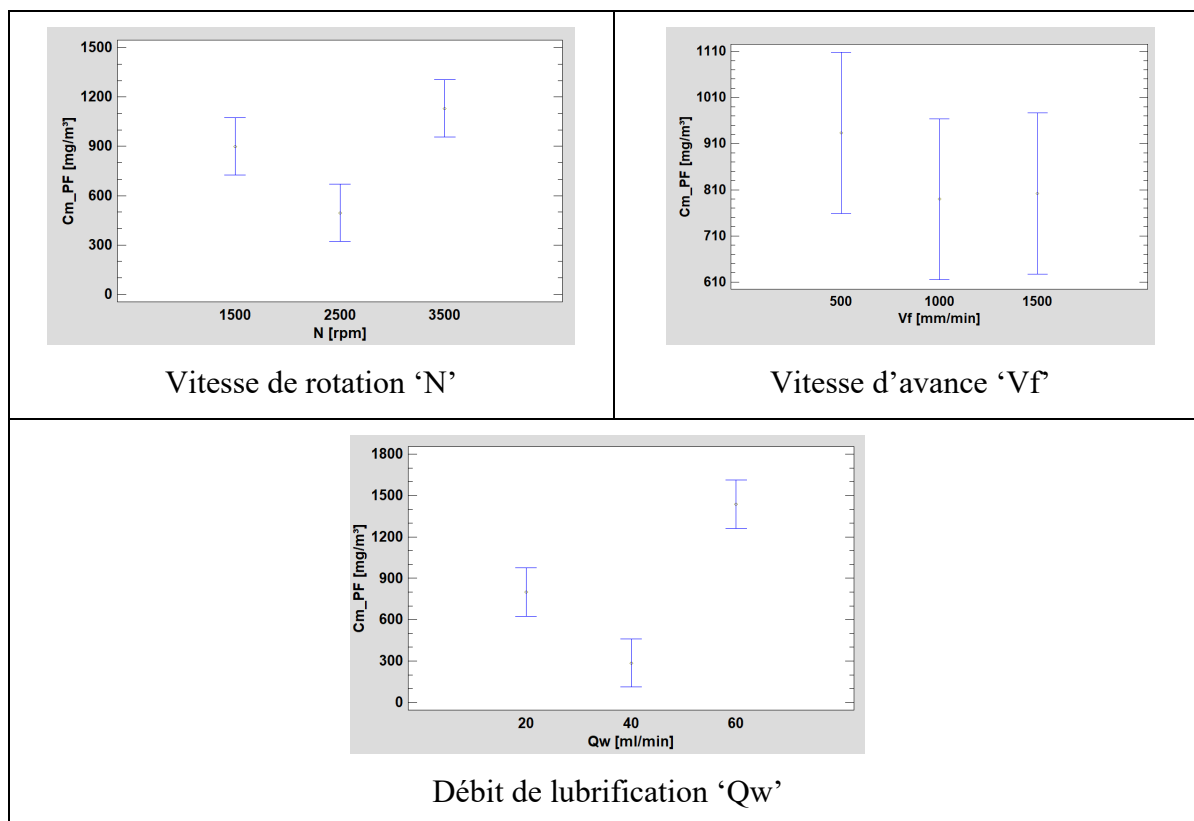 1500
1200
900
600
300
0
Cm_PF [mg/m³]
1500 2500 3500
N [rpm]
Vitesse de rotation ‘N’
1110
1010
910
810
710
610
Cm_PF [mg/m³]
500 1000 1500
Vf [mm/min]
Vitesse d’avance ‘Vf’
1800
1500
1200
900
600
300
0
Cm_PF [mg/m³]
20 40 60
Qw [ml/min]
Débit de lubrification ‘Qw’